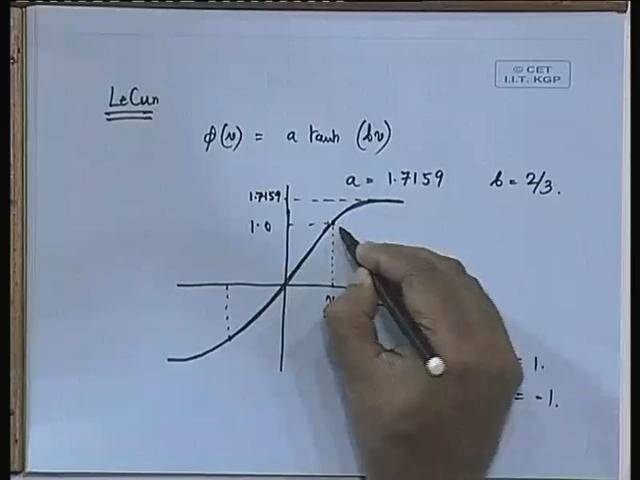 © CET
I.I.T. KGP
LeCun
φ(v) = a tanh (bv)
a = 1.7159 b = 2/3.
1.7159
1.0
= 1.
= -1.